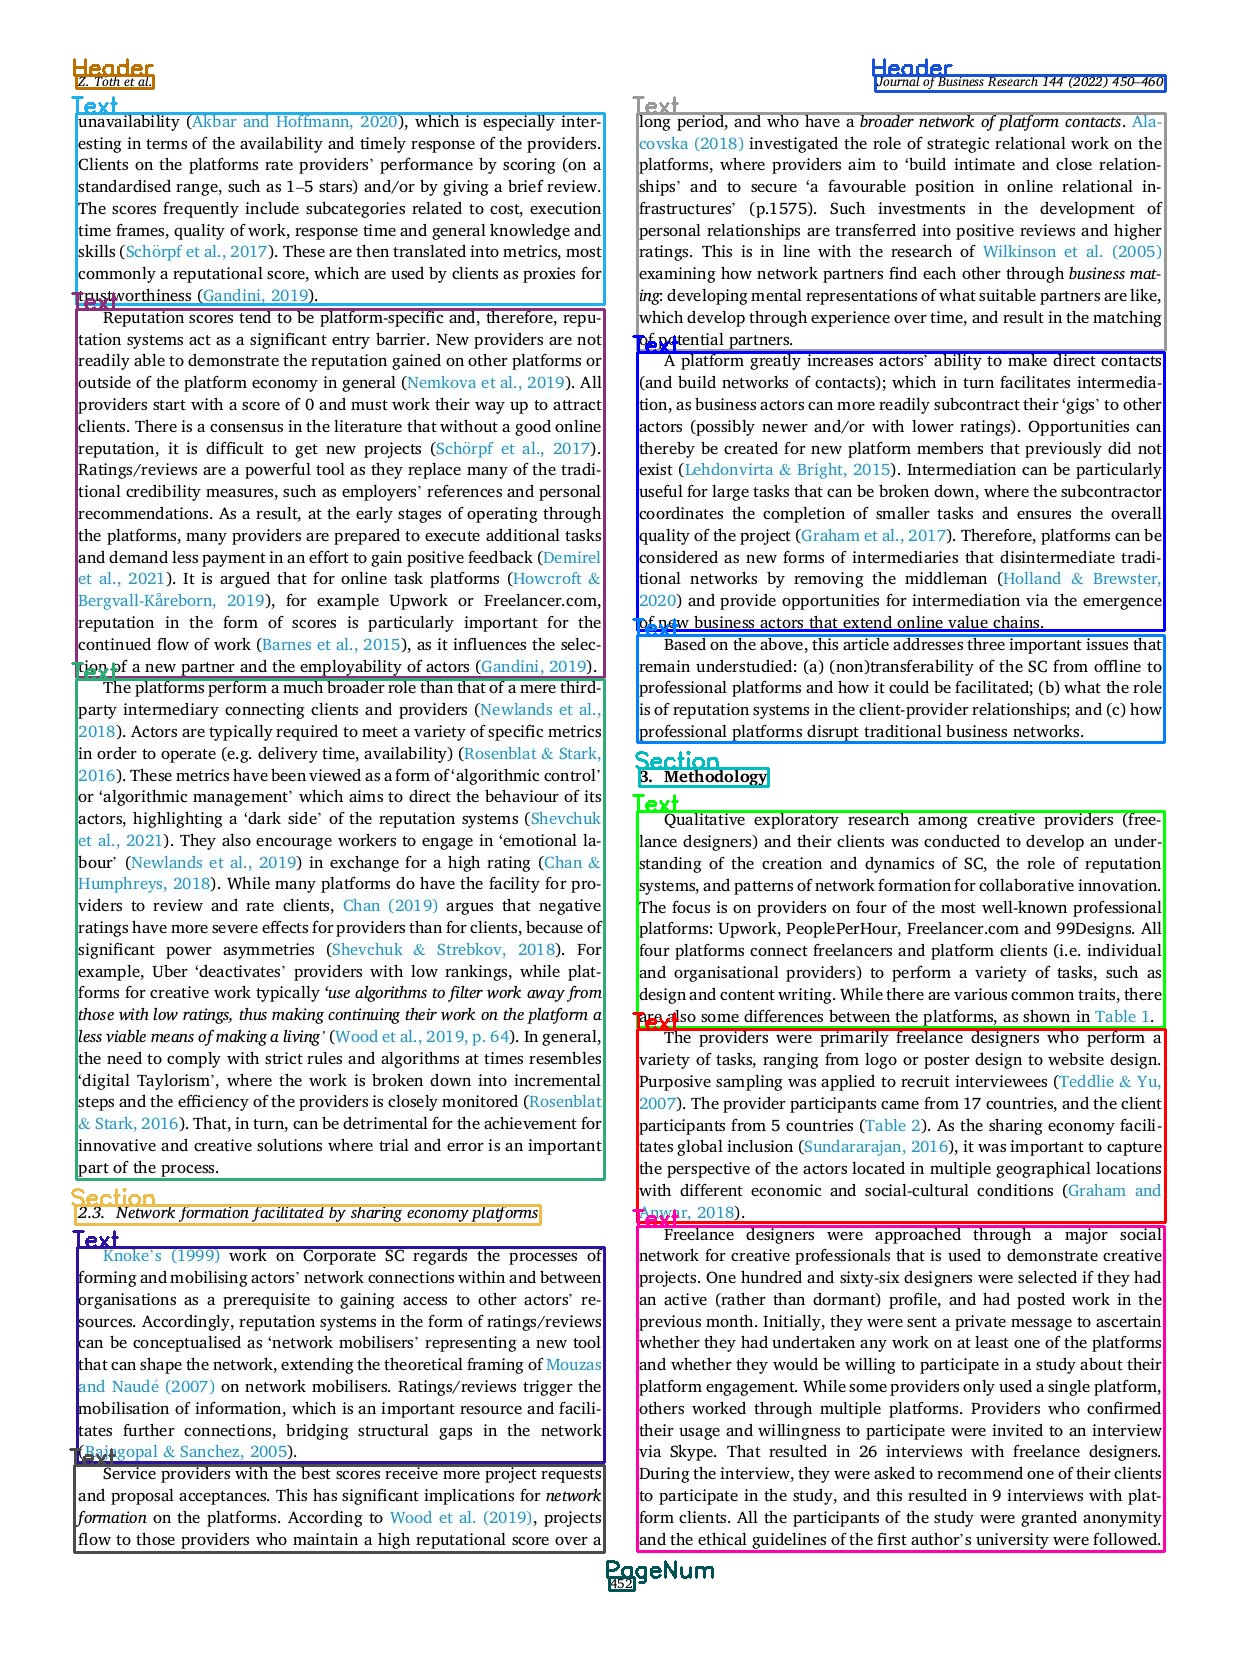 Header
Header
Z. Toth et al.
Journal of Business Research 144 (2022) 450–460
Text
unavailability (Akbar and Hoffmann, 2020), which is especially inter-
esting in terms of the availability and timely response of the providers.
Clients on the platforms rate providers’ performance by scoring (on a
standardised range, such as 1–5 stars) and/or by giving a brief review.
The scores frequently include subcategories related to cost, execution
time frames, quality of work, response time and general knowledge and
skills (Schörpf et al., 2017). These are then translated into metrics, most
commonly a reputational score, which are used by clients as proxies for
trustworthiness (Gandini, 2019).
Text
Reputation scores tend to be platform-specific and, therefore, repu-
tation systems act as a significant entry barrier. New providers are not
readily able to demonstrate the reputation gained on other platforms or
outside of the platform economy in general (Nemkova et al., 2019). All
providers start with a score of 0 and must work their way up to attract
clients. There is a consensus in the literature that without a good online
reputation, it is difficult to get new projects (Schörpf et al., 2017).
Ratings/reviews are a powerful tool as they replace many of the tradi-
tional credibility measures, such as employers’ references and personal
recommendations. As a result, at the early stages of operating through
the platforms, many providers are prepared to execute additional tasks
and demand less payment in an effort to gain positive feedback (Demirel
et al., 2021). It is argued that for online task platforms (Howcroft &
Bergvall-Kåreborn, 2019), for example Upwork or Freelancer.com,
reputation in the form of scores is particularly important for the
continued flow of work (Barnes et al., 2015), as it influences the selec-
tion of a new partner and the employability of actors (Gandini, 2019).
Text
The platforms perform a much broader role than that of a mere third-
party intermediary connecting clients and providers (Newlands et al.,
2018). Actors are typically required to meet a variety of specific metrics
in order to operate (e.g. delivery time, availability) (Rosenblat & Stark,
2016). These metrics have been viewed as a form of ‘algorithmic control’
or ‘algorithmic management’ which aims to direct the behaviour of its
actors, highlighting a ‘dark side’ of the reputation systems (Shevchuk
et al., 2021). They also encourage workers to engage in ‘emotional la-
bour’ (Newlands et al., 2019) in exchange for a high rating (Chan &
Humphreys, 2018). While many platforms do have the facility for pro-
viders to review and rate clients, Chan (2019) argues that negative
ratings have more severe effects for providers than for clients, because of
significant power asymmetries (Shevchuk & Strebkov, 2018). For
example, Uber ‘deactivates’ providers with low rankings, while plat-
forms for creative work typically ‘use algorithms to filter work away from
those with low ratings, thus making continuing their work on the platform a
less viable means of making a living’ (Wood et al., 2019, p. 64). In general,
the need to comply with strict rules and algorithms at times resembles
‘digital Taylorism’, where the work is broken down into incremental
steps and the efficiency of the providers is closely monitored (Rosenblat
& Stark, 2016). That, in turn, can be detrimental for the achievement for
innovative and creative solutions where trial and error is an important
part of the process.
Section
2.3. Network formation facilitated by sharing economy platforms
Text
Knoke’s (1999) work on Corporate SC regards the processes of
forming and mobilising actors’ network connections within and between
organisations as a prerequisite to gaining access to other actors’ re-
sources. Accordingly, reputation systems in the form of ratings/reviews
can be conceptualised as ‘network mobilisers’ representing a new tool
that can shape the network, extending the theoretical framing of Mouzas
and Naudé (2007) on network mobilisers. Ratings/reviews trigger the
mobilisation of information, which is an important resource and facili-
tates further connections, bridging structural gaps in the network
(Rajagopal & Sanchez, 2005).
Text
Service providers with the best scores receive more project requests
and proposal acceptances. This has significant implications for network
formation on the platforms. According to Wood et al. (2019), projects
flow to those providers who maintain a high reputational score over a
Text
long period, and who have a broader network of platform contacts. Ala-
covska (2018) investigated the role of strategic relational work on the
platforms, where providers aim to ‘build intimate and close relation-
ships’ and to secure ‘a favourable position in online relational in-
frastructures’ (p.1575). Such investments in the development of
personal relationships are transferred into positive reviews and higher
ratings. This is in line with the research of Wilkinson et al. (2005)
examining how network partners find each other through business mat-
ing: developing mental representations of what suitable partners are like,
which develop through experience over time, and result in the matching
of potential partners.
Text
A platform greatly increases actors’ ability to make direct contacts
(and build networks of contacts); which in turn facilitates intermedia-
tion, as business actors can more readily subcontract their ‘gigs’ to other
actors (possibly newer and/or with lower ratings). Opportunities can
thereby be created for new platform members that previously did not
exist (Lehdonvirta & Bright, 2015). Intermediation can be particularly
useful for large tasks that can be broken down, where the subcontractor
coordinates the completion of smaller tasks and ensures the overall
quality of the project (Graham et al., 2017). Therefore, platforms can be
considered as new forms of intermediaries that disintermediate tradi-
tional networks by removing the middleman (Holland & Brewster,
2020) and provide opportunities for intermediation via the emergence
of new business actors that extend online value chains.
Text
Based on the above, this article addresses three important issues that
remain understudied: (a) (non)transferability of the SC from offline to
professional platforms and how it could be facilitated; (b) what the role
is of reputation systems in the client-provider relationships; and (c) how
professional platforms disrupt traditional business networks.
Section
3. Methodology
Text
Qualitative exploratory research among creative providers (free-
lance designers) and their clients was conducted to develop an under-
standing of the creation and dynamics of SC, the role of reputation
systems, and patterns of network formation for collaborative innovation.
The focus is on providers on four of the most well-known professional
platforms: Upwork, PeoplePerHour, Freelancer.com and 99Designs. All
four platforms connect freelancers and platform clients (i.e. individual
and organisational providers) to perform a variety of tasks, such as
design and content writing. While there are various common traits, there
are also some differences between the platforms, as shown in Table 1.
Text
The providers were primarily freelance designers who perform a
variety of tasks, ranging from logo or poster design to website design.
Purposive sampling was applied to recruit interviewees (Teddlie & Yu,
2007). The provider participants came from 17 countries, and the client
participants from 5 countries (Table 2). As the sharing economy facili-
tates global inclusion (Sundararajan, 2016), it was important to capture
the perspective of the actors located in multiple geographical locations
with different economic and social-cultural conditions (Graham and
Anwar, 2018).
Text
Freelance designers were approached through a major social
network for creative professionals that is used to demonstrate creative
projects. One hundred and sixty-six designers were selected if they had
an active (rather than dormant) profile, and had posted work in the
previous month. Initially, they were sent a private message to ascertain
whether they had undertaken any work on at least one of the platforms
and whether they would be willing to participate in a study about their
platform engagement. While some providers only used a single platform,
others worked through multiple platforms. Providers who confirmed
their usage and willingness to participate were invited to an interview
via Skype. That resulted in 26 interviews with freelance designers.
During the interview, they were asked to recommend one of their clients
to participate in the study, and this resulted in 9 interviews with plat-
form clients. All the participants of the study were granted anonymity
and the ethical guidelines of the first author’s university were followed.
PageNum
452